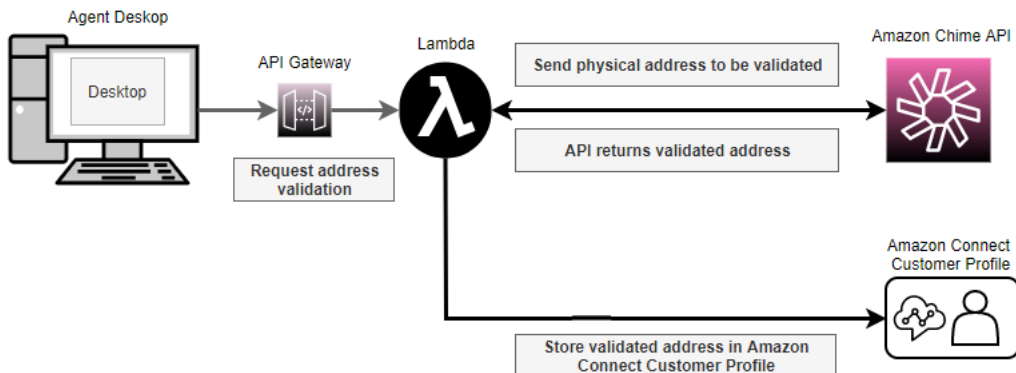 Agent Deskop
Desktop
API Gateway
Request address
validation
Lambda
Send physical address to be validated
API returns validated address
Amazon Chime API
Amazon Connect
Customer Profile
Store validated address in Amazon
Connect Customer Profile